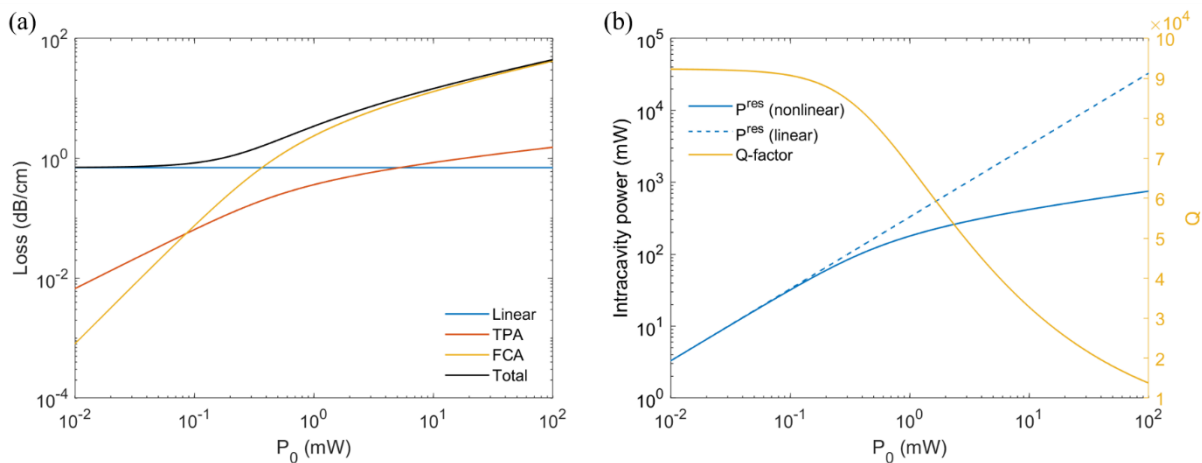 (a)
10^2
10^0
10^-2
10^-4
Loss (dB/cm)
Linear
TPA
FCA
Total
10^-2
10^-1
10^0
10^1
10^2
P_0 (mW)
(b)
10^5
10^4
10^3
10^2
10^1
10^0
Intracavity power (mW)
P^res (nonlinear)
P^res (linear)
Q-factor
10^-2
10^-1
10^0
10^1
10^2
P_0 (mW)
×10^4
10
9
8
7
6
5
4
3
2
1
Q